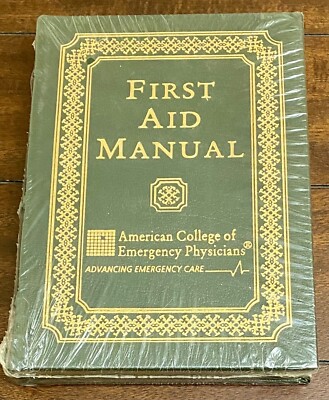 FIRST
AID
MANUAL
American College of
Emergency Physicians®
ADVANCING EMERGENCY CARE